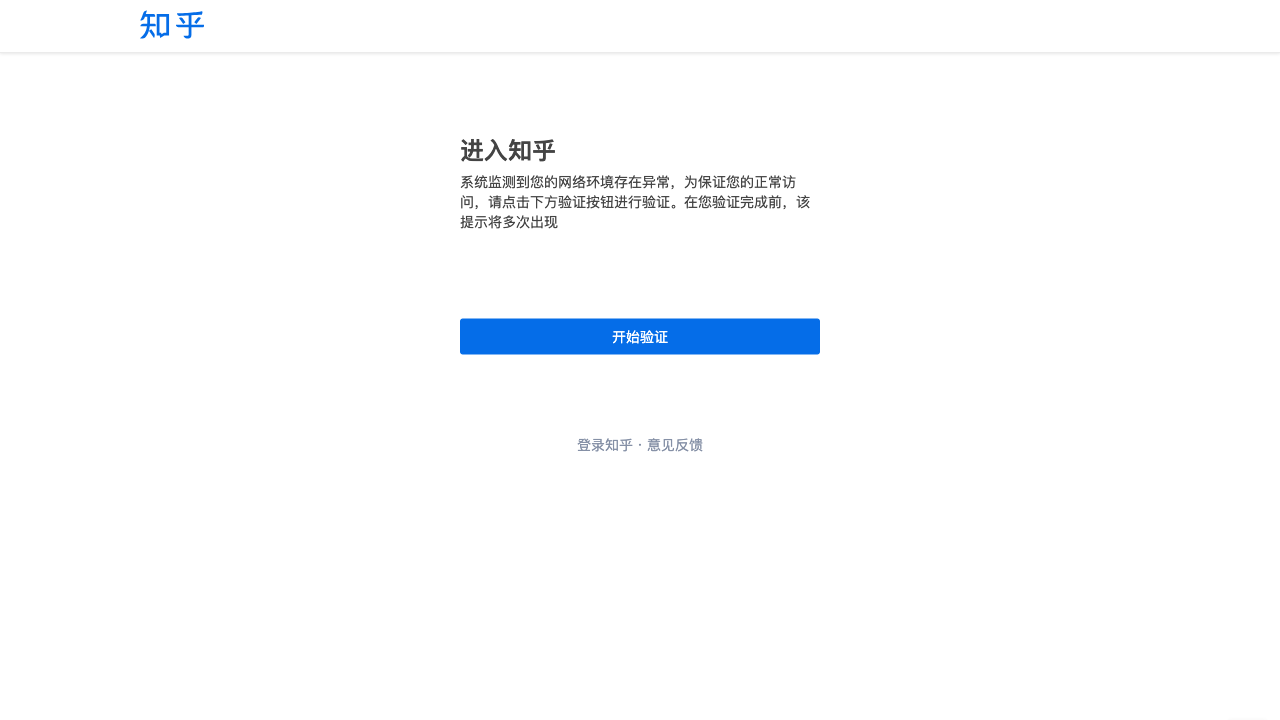 知乎
进入知乎
系统监测到您的网络环境存在异常，为保证您的正常访
问，请点击下方验证按钮进行验证。在您验证完成前，该
提示将多次出现
开始验证
登录知乎 · 意见反馈